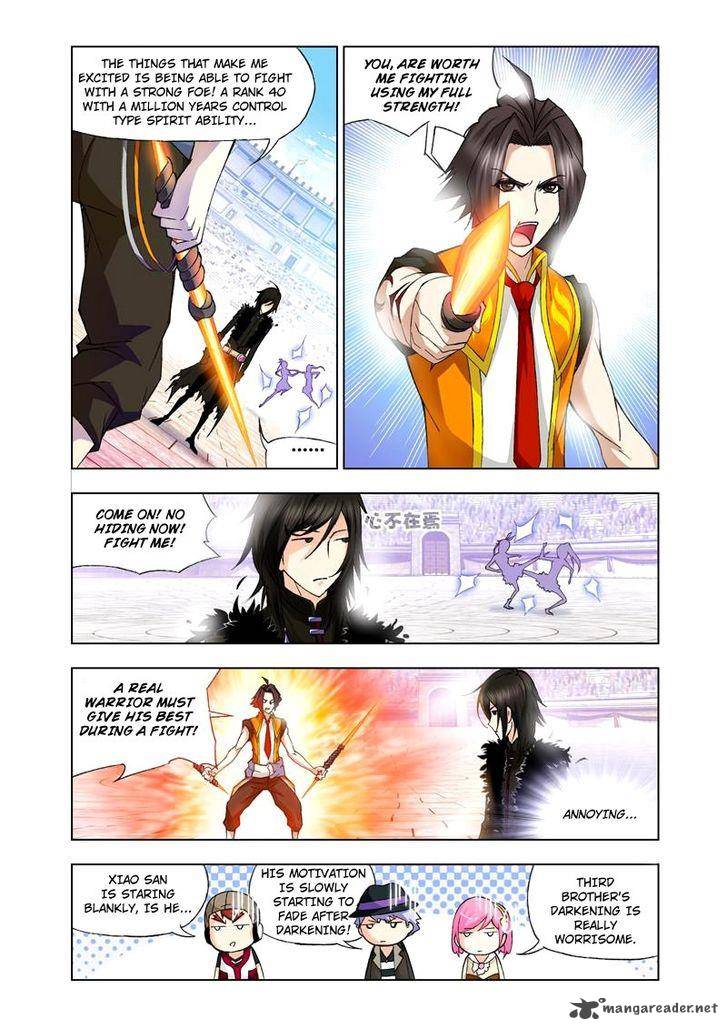 THE THINGS THAT MAKE ME
EXCITED IS BEING ABLE TO FIGHT
WITH A STRONG FOE! A RANK 40
WITH A MILLION YEARS CONTROL
TYPE SPIRIT ABILITY...
YOU, ARE WORTH
ME FIGHTING
USING MY FULL
STRENGTH!
......
COME ON! NO
HIDING NOW!
FIGHT ME!
心不在焉
A REAL
WARRIOR MUST
GIVE HIS BEST
DURING A FIGHT!
ANNOYING...
XIAO SAN
IS STARING
BLANKLY, IS HE...
HIS MOTIVATION
IS SLOWLY
STARTING TO
FADE AFTER
DARKENING!
THIRD
BROTHER'S
DARKENING IS
REALLY
WORRISOME.
mangareader.net